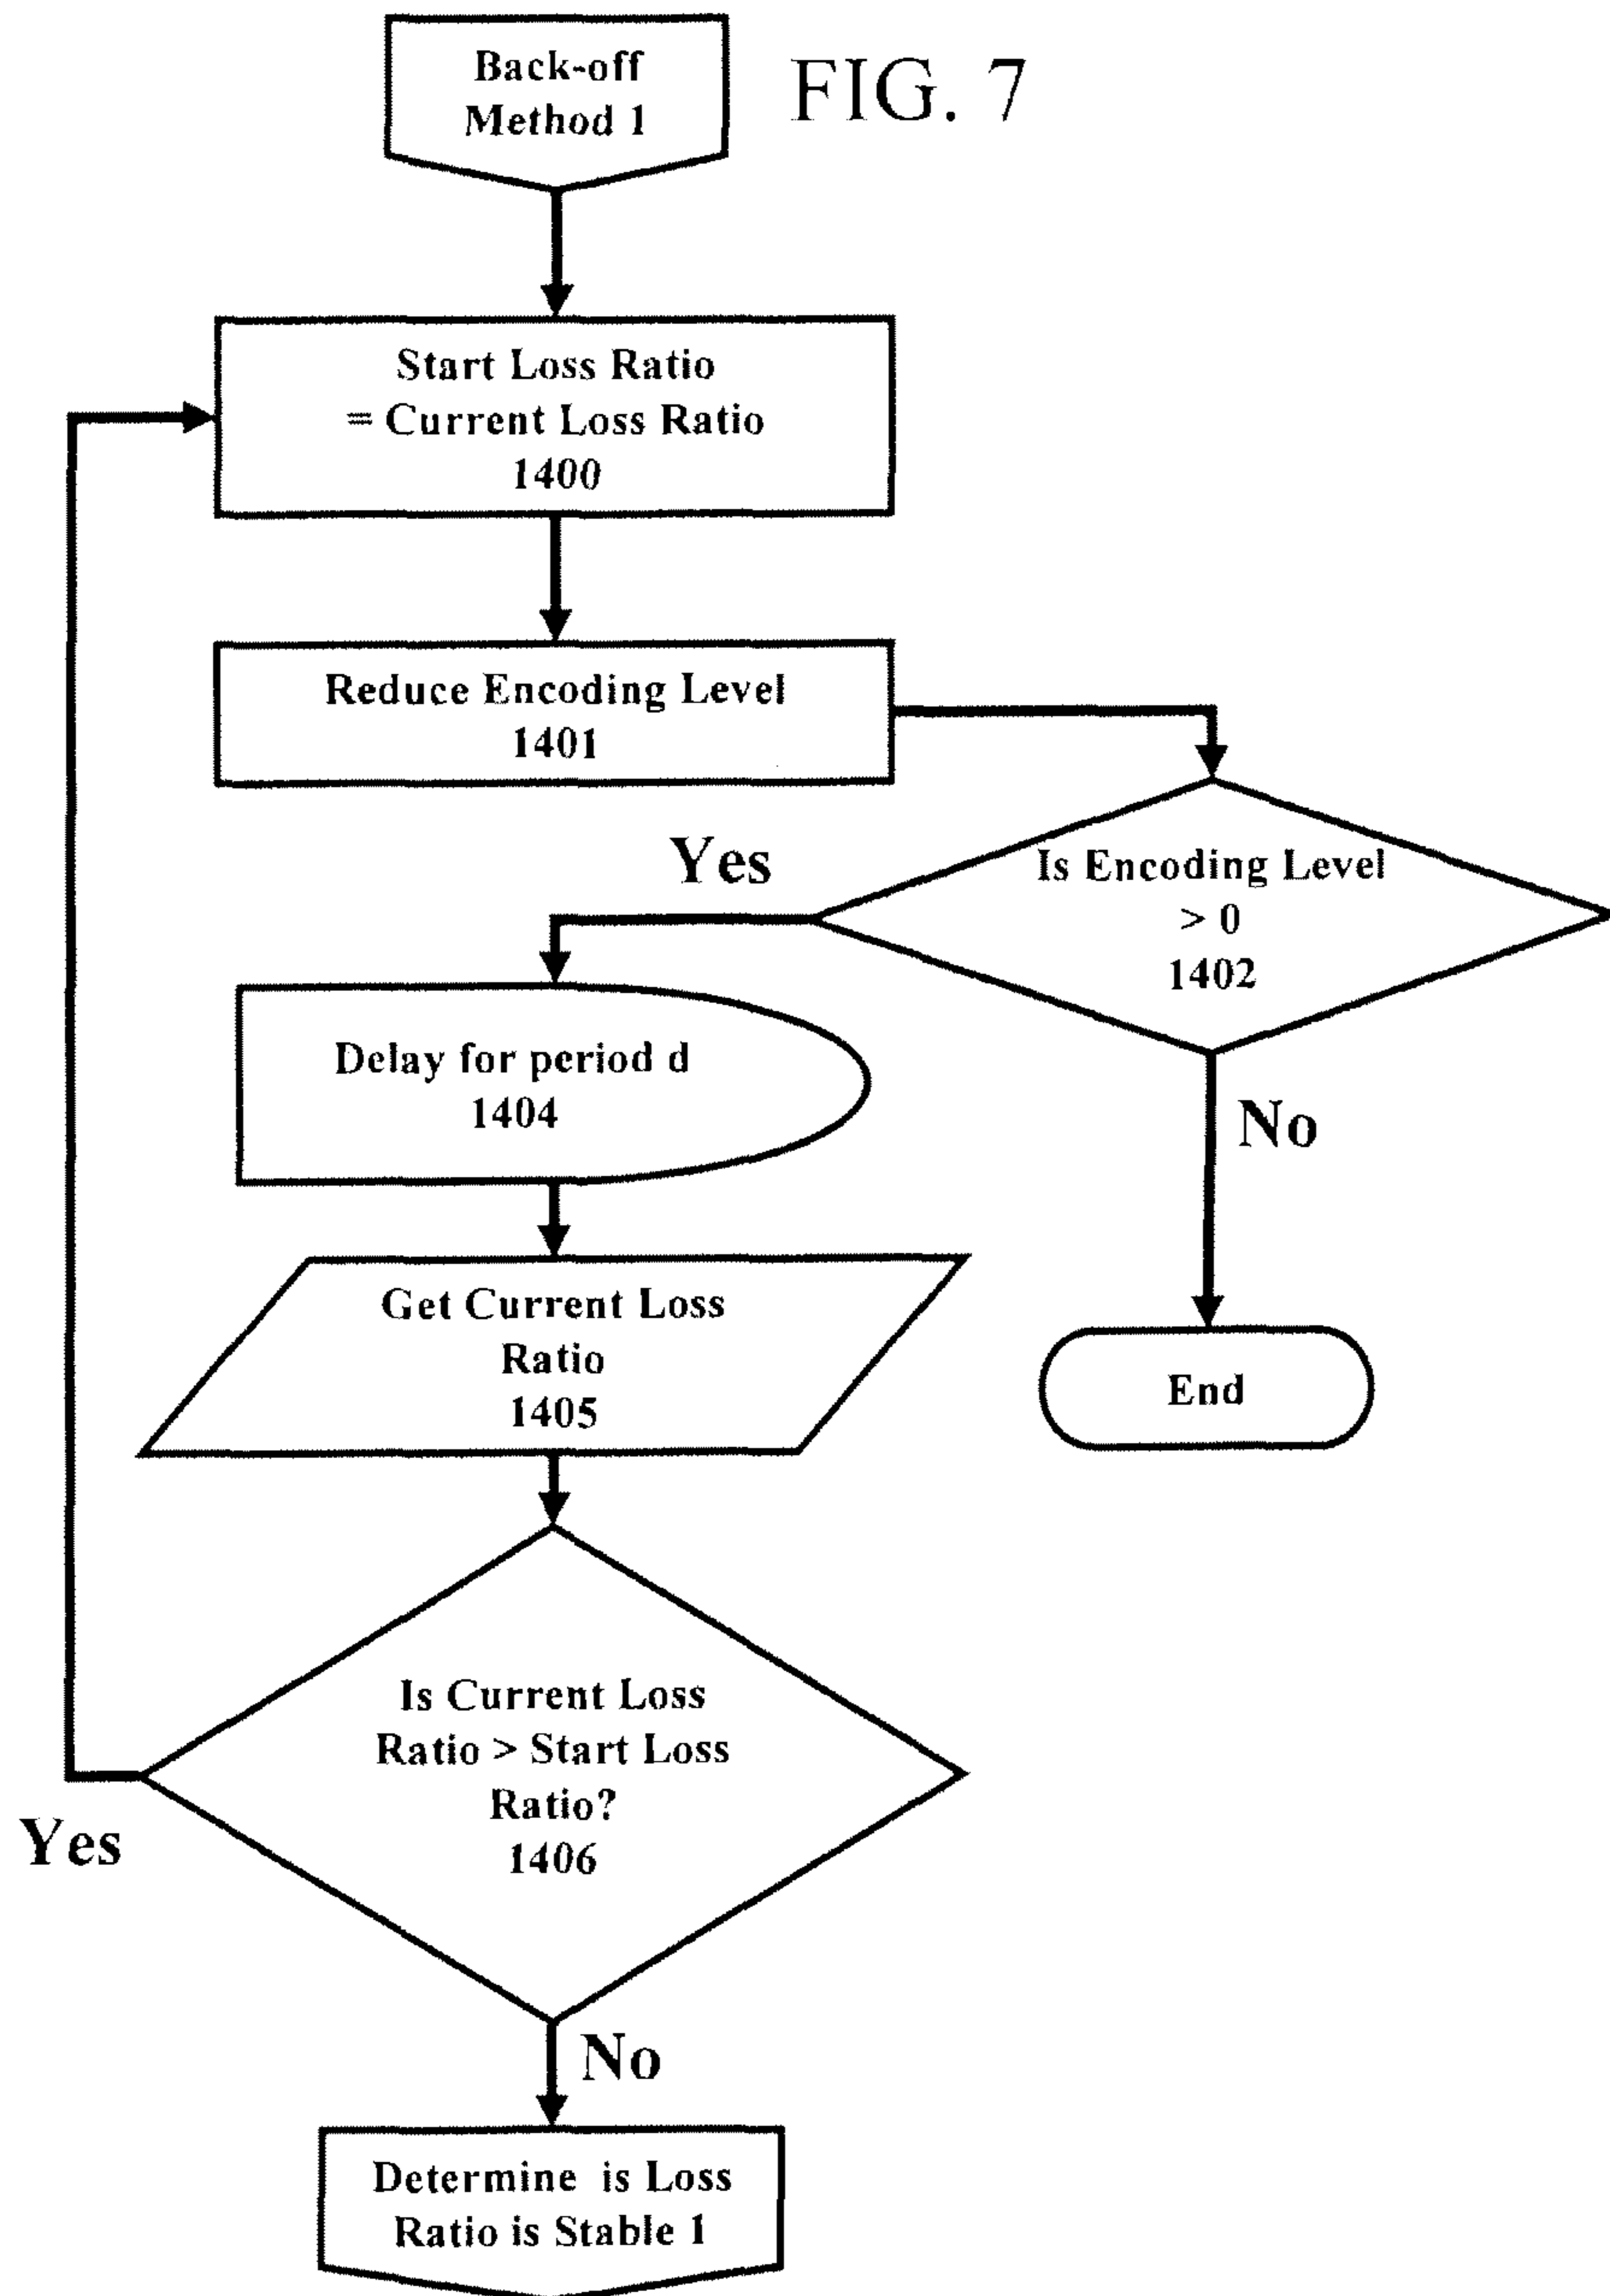 Back-off
Method 1
FIG. 7
Start Loss Ratio
= Current Loss Ratio
1400
Reduce Encoding Level
1401
Yes
Is Encoding Level
> 0
1402
Delay for period d
1404
No
Get Current Loss
Ratio
1405
End
Is Current Loss
Ratio > Start Loss
Ratio?
1406
Yes
No
Determine is Loss
Ratio is Stable 1